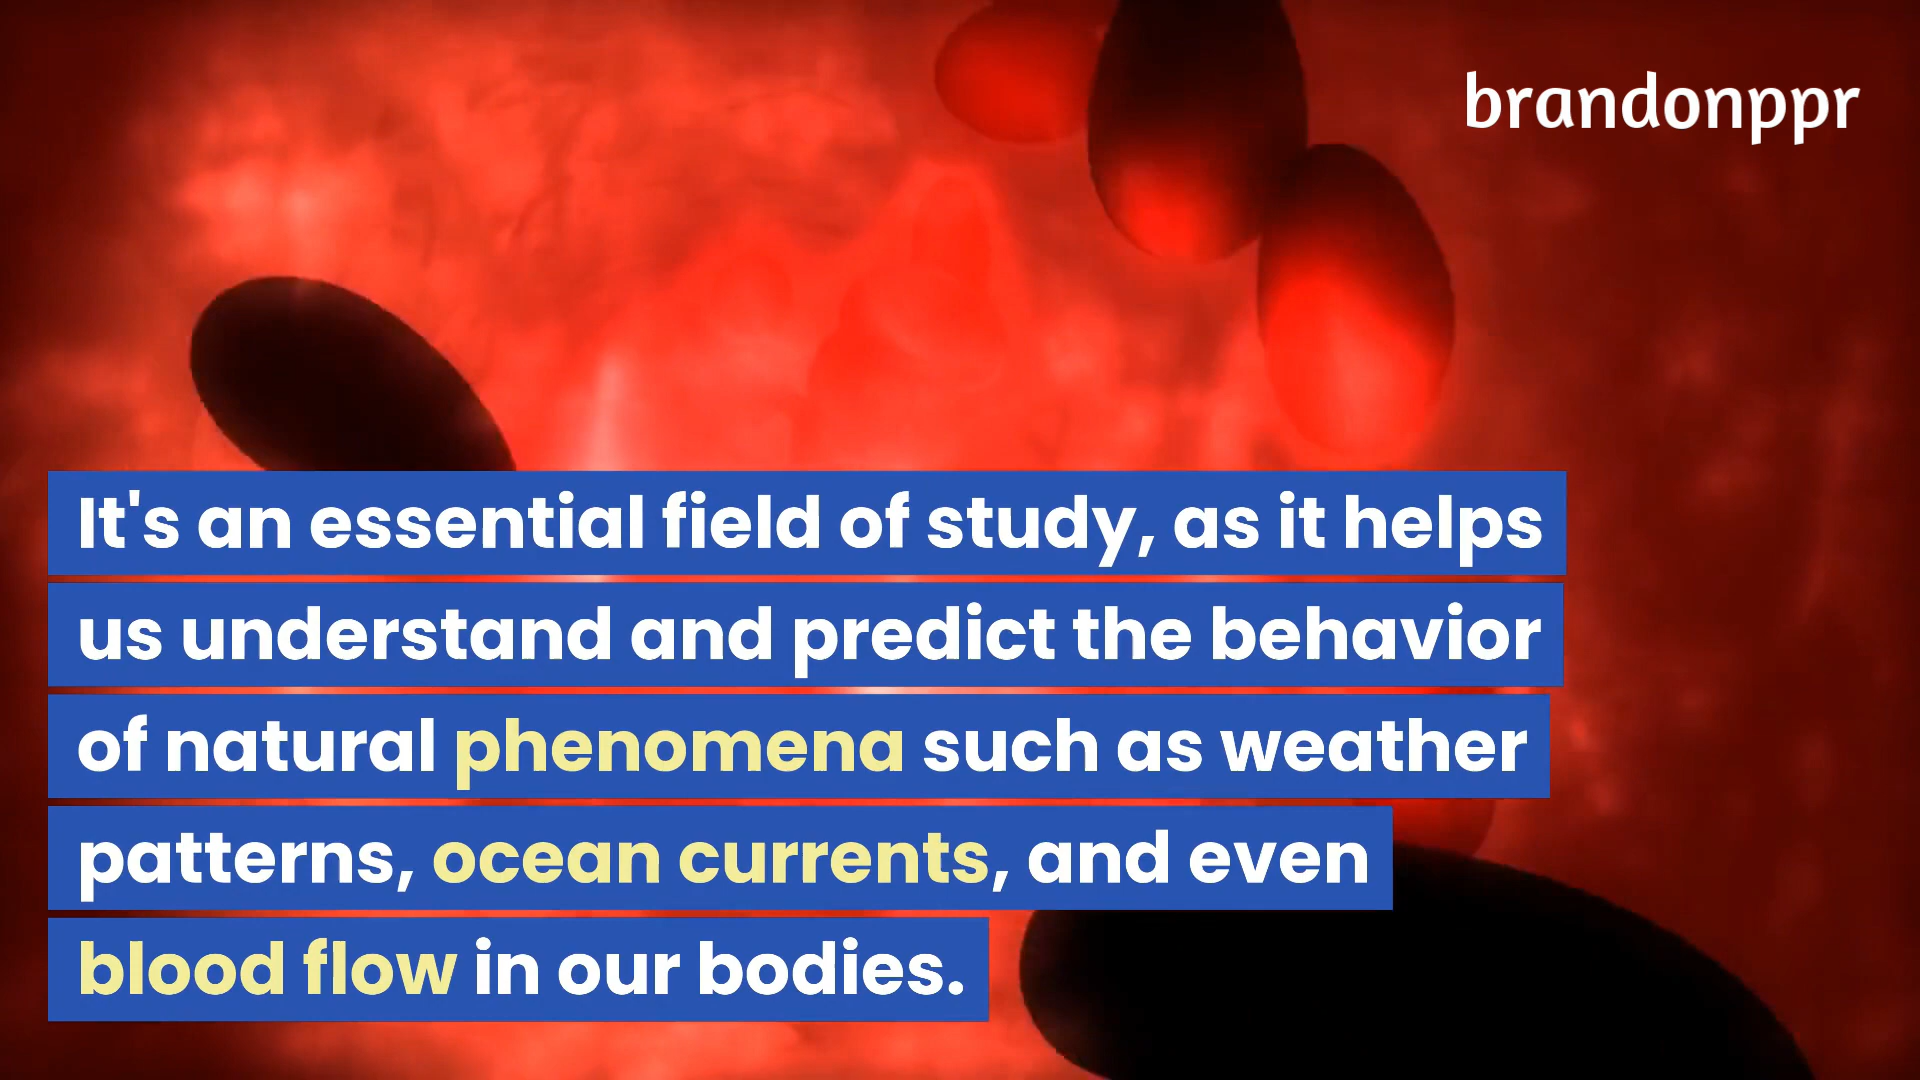 brandonppr
It's an essential field of study, as it helps
us understand and predict the behavior
of natural phenomena such as weather
patterns, ocean currents, and even
blood flow in our bodies.